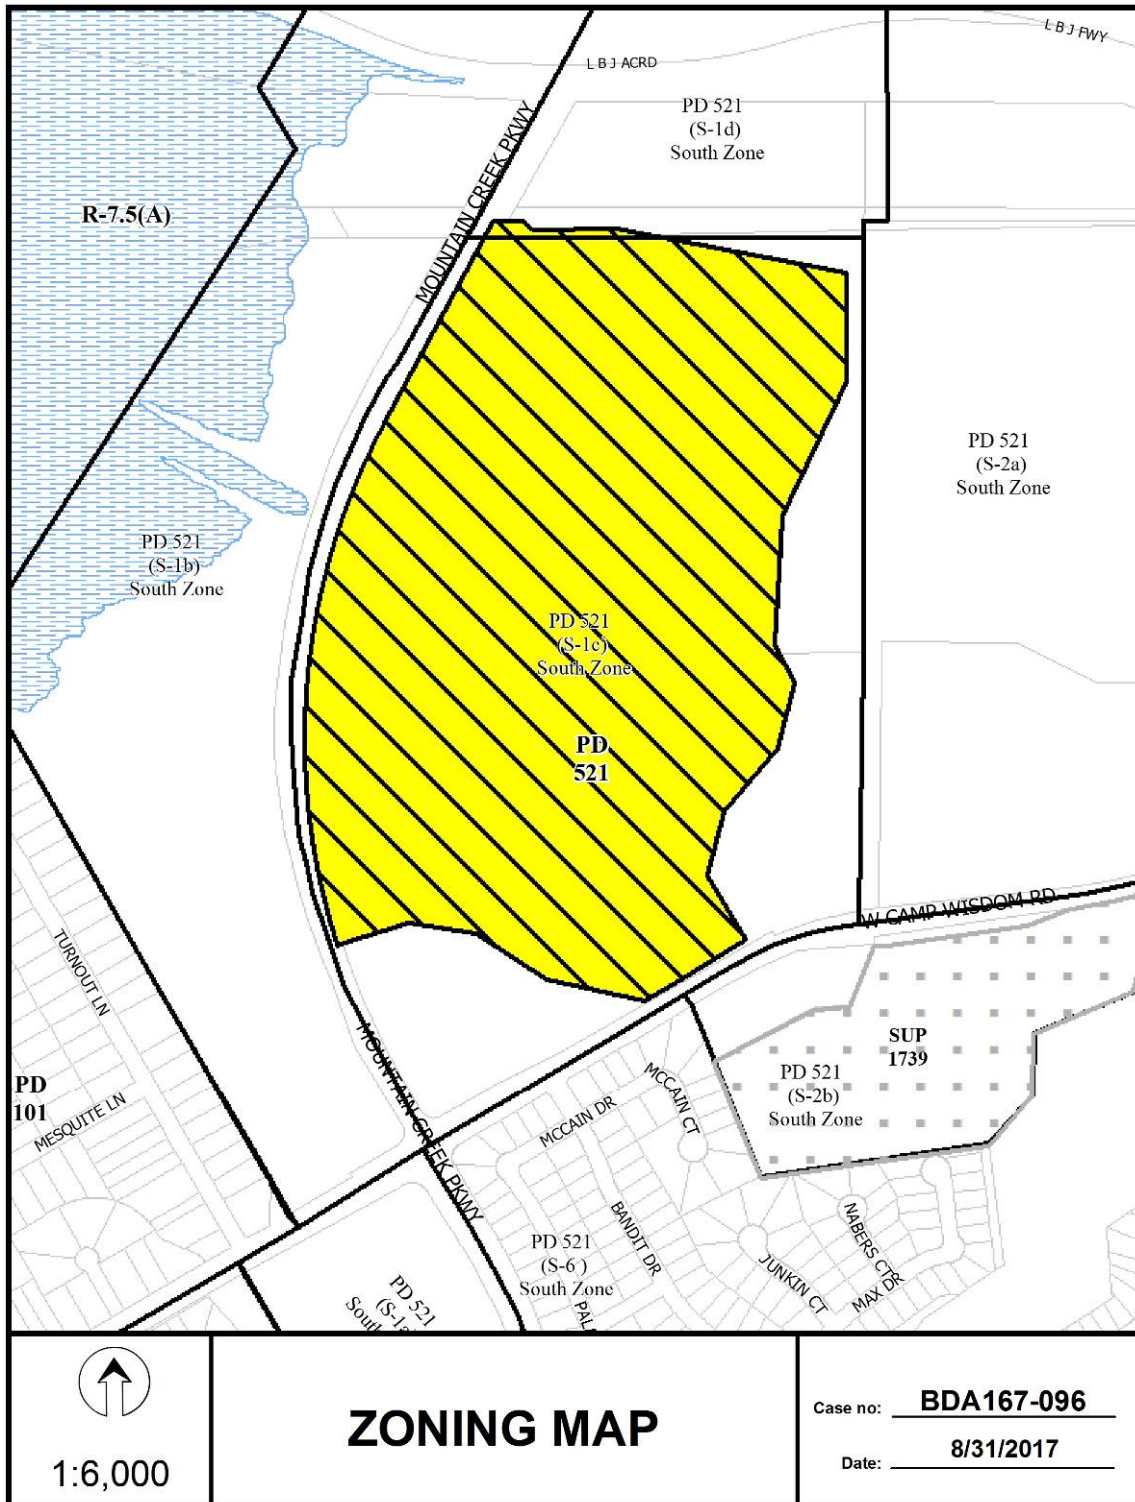 L B J FWY
L B J ACRD
PD 521
(S-1d)
South Zone
MOUNTAIN CREEK PKWY
R-7.5(A)
PD 521
(S-2a)
South Zone
PD 521
(S-1b)
South Zone
PD 521
(S-1c)
South Zone
PD
521
W CAMP WISDOM RD
TURNOUT LN
SUP
1739
PD
101
MESQUITE LN
MOUNTAIN CREEK PKWY
MCCAIN DR
MCCAIN CT
PD 521
(S-2b)
South Zone
BANDIT DR
NABERS CT
JUNKIN CT
MAX DR
PD 521
(S-6 )
South Zone
PD 521
(S-1a
South
PAL
1:6,000
ZONING MAP
Case no: BDA167-096
Date: 8/31/2017